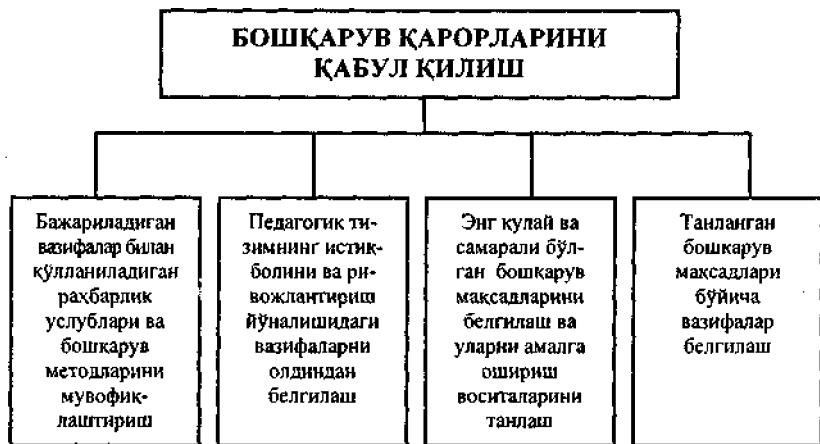 БОШҚАРУВ ҚАРОРЛАРИНИ
ҚАБУЛ ҚИЛИШ
Бажариладиган
вазифалар билан
қўлланиладиган
раҳбарлик
услублари ва
бошқарув
методларини
мувофиқ-
лаштириш
Педагогик ти-
зимнинг истиқ-
болини ва ри-
вожлантириш
йўналишидаги
вазифаларни
олдиндан
белгилаш
Энг қулай ва
самарали бўл-
ган бошқарув
мақсадларини
белгилаш ва
уларни амалга
ошириш
воситаларини
танлаш
Танланган
бошқарув
мақсадлари
бўйича
вазифалар
белгилаш